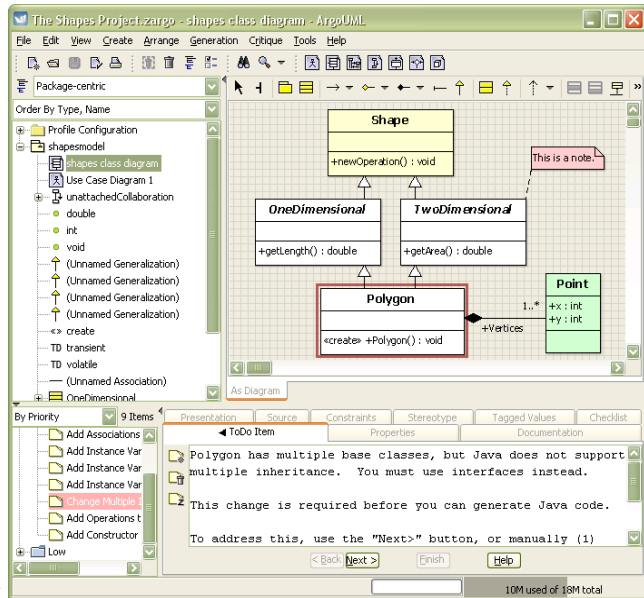 The Shapes Project.zargo - shapes class diagram - ArgoUML
File Edit View Create Arrange Generation Critique Tools Help
Package-centric
Order By Type, Name
Profile Configuration
shapesmodel
shapes class diagram
Use Case Diagram 1
unattachedCollaboration
double
int
void
(Unnamed Generalization)
(Unnamed Generalization)
(Unnamed Generalization)
(Unnamed Generalization)
«» create
TD transient
TD volatile
(Unnamed Association)
OneDimensional
Shape
+newOperation() : void
This is a note.
OneDimensional
+getLength() : double
TwoDimensional
+getArea() : double
Polygon
«create» +Polygon() : void
1..*
+Vertices
Point
+x : int
+y : int
As Diagram
By Priority 9 Items
Add Associations
Add Instance Var
Add Instance Var
Add Instance Var
Change Multiple I
Add Operations t
Add Constructor
Low
Presentation Source Constraints Stereotype Tagged Values Checklist
ToDo Item Properties Documentation
Polygon has multiple base classes, but Java does not support
multiple inheritance. You must use interfaces instead.
This change is required before you can generate Java code.
To address this, use the "Next>" button, or manually (1)
< Back Next > Finish Help
10M used of 18M total